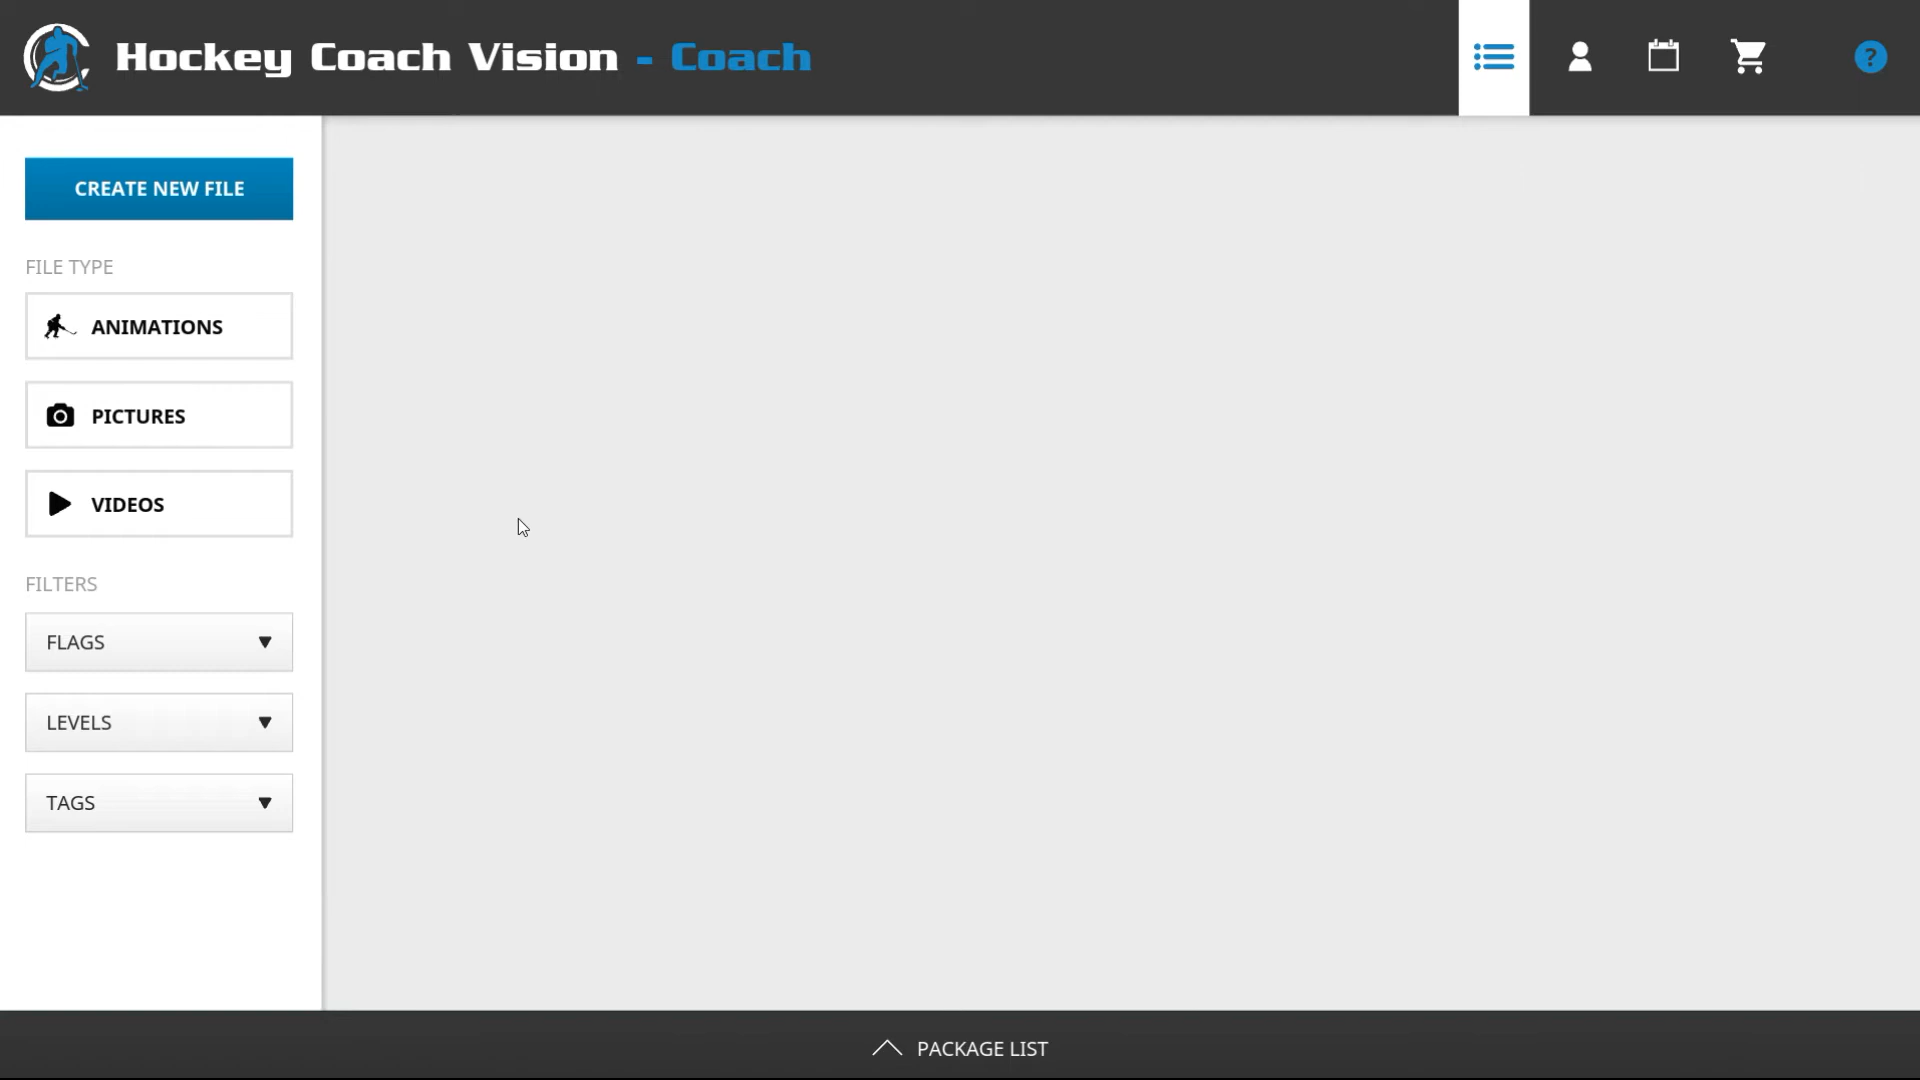 Hockey Coach Vision - Coach
?
CREATE NEW FILE
FILE TYPE
ANIMATIONS
PICTURES
VIDEOS
FILTERS
FLAGS
LEVELS
TAGS
PACKAGE LIST